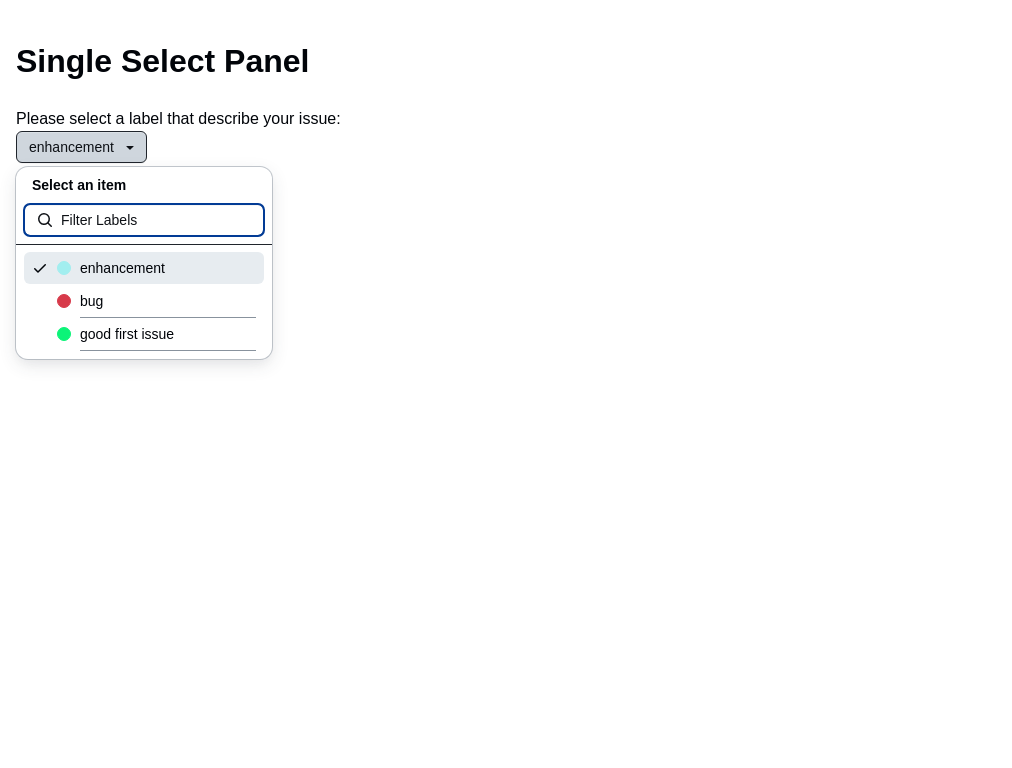 Single Select Panel
Please select a label that describe your issue:
enhancement
Select an item
Filter Labels
enhancement
bug
good first issue